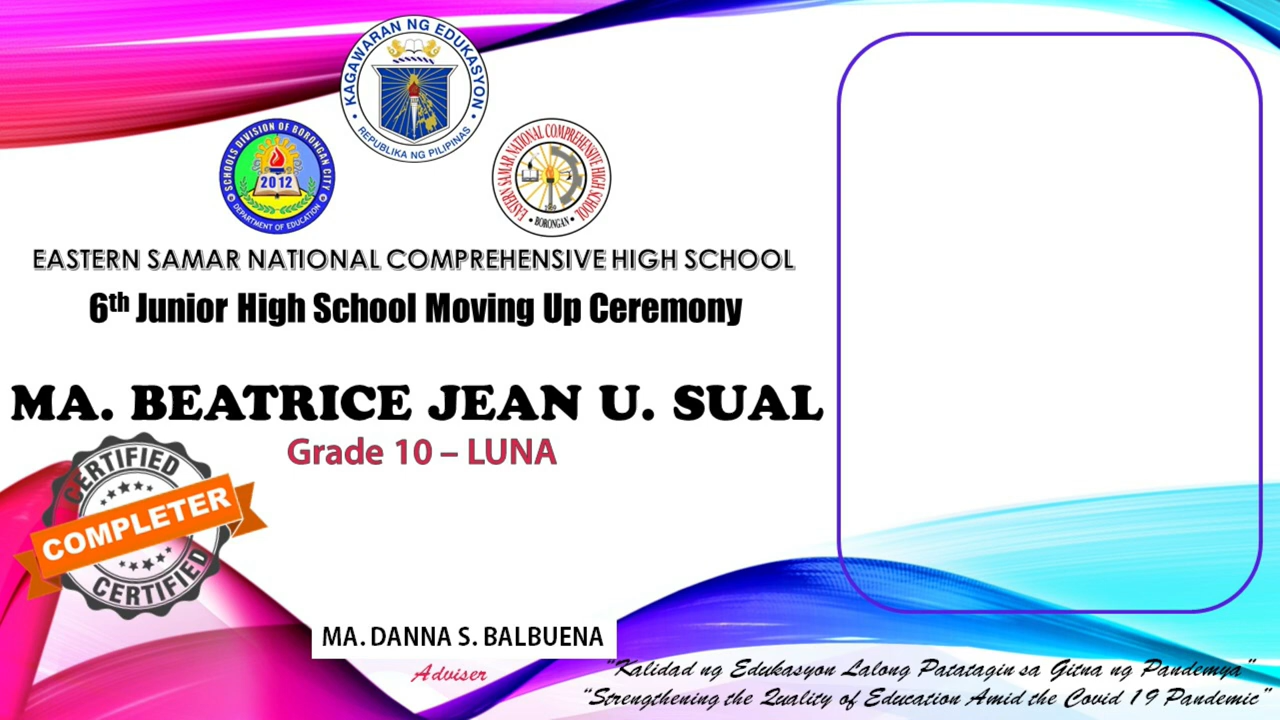 KAGAWARAN NG EDUKASYON
REPUBLIKA NG PILIPINAS
SCHOOLS DIVISION OF BORONGAN CITY
2012
DEPARTMENT OF EDUCATION
EASTERN SAMAR NATIONAL COMPREHENSIVE HIGH SCHOOL
BORONGAN
EASTERN SAMAR NATIONAL COMPREHENSIVE HIGH SCHOOL
6th Junior High School Moving Up Ceremony
MA. BEATRICE JEAN U. SUAL
Grade 10 – LUNA
CERTIFIED
COMPLETER
CERTIFIED
MA. DANNA S. BALBUENA
Adviser
"Kalidad ng Edukasyon Lalong Patatagin sa Gitna ng Pandemya"
"Strengthening the Quality of Education Amid the Covid 19 Pandemic"